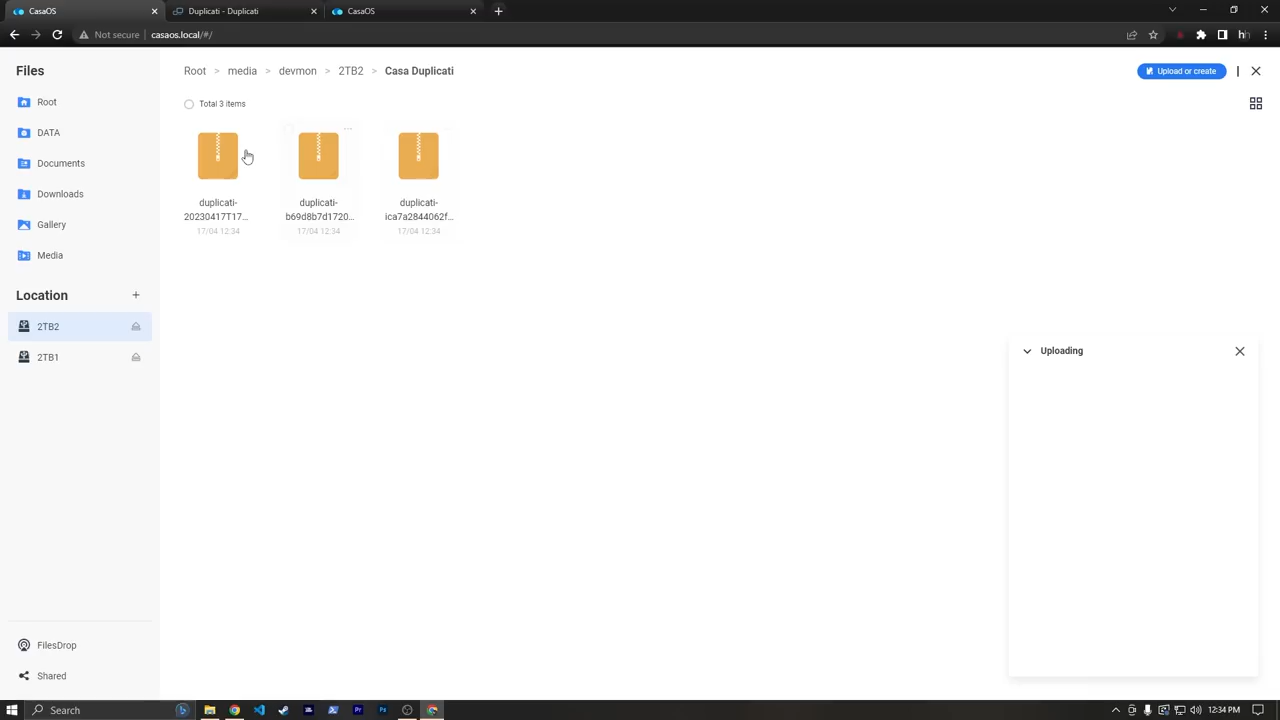 CasaOS
Duplicati - Duplicati
CasaOS
Not secure
casaos.local/#/
Files
Root > media > devmon > 2TB2 > Casa Duplicati
Upload or create
Root
Total 3 items
DATA
Documents
Downloads
Gallery
Media
duplicati-
20230417T17...
17/04 12:34
duplicati-
b69d8b7d1720...
17/04 12:34
duplicati-
ica7a2844062f...
17/04 12:34
Location
2TB2
2TB1
Uploading
FilesDrop
Shared
Search
12:34 PM